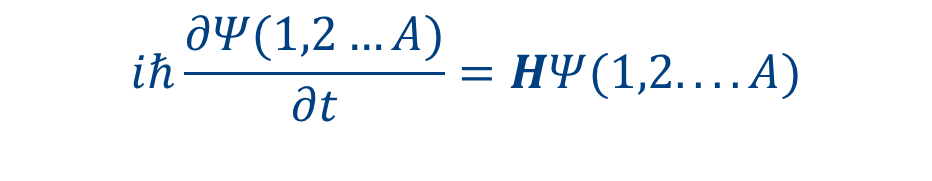 iħ ∂Ψ(1,2 ... A) / ∂t = HΨ(1,2. . . . A)